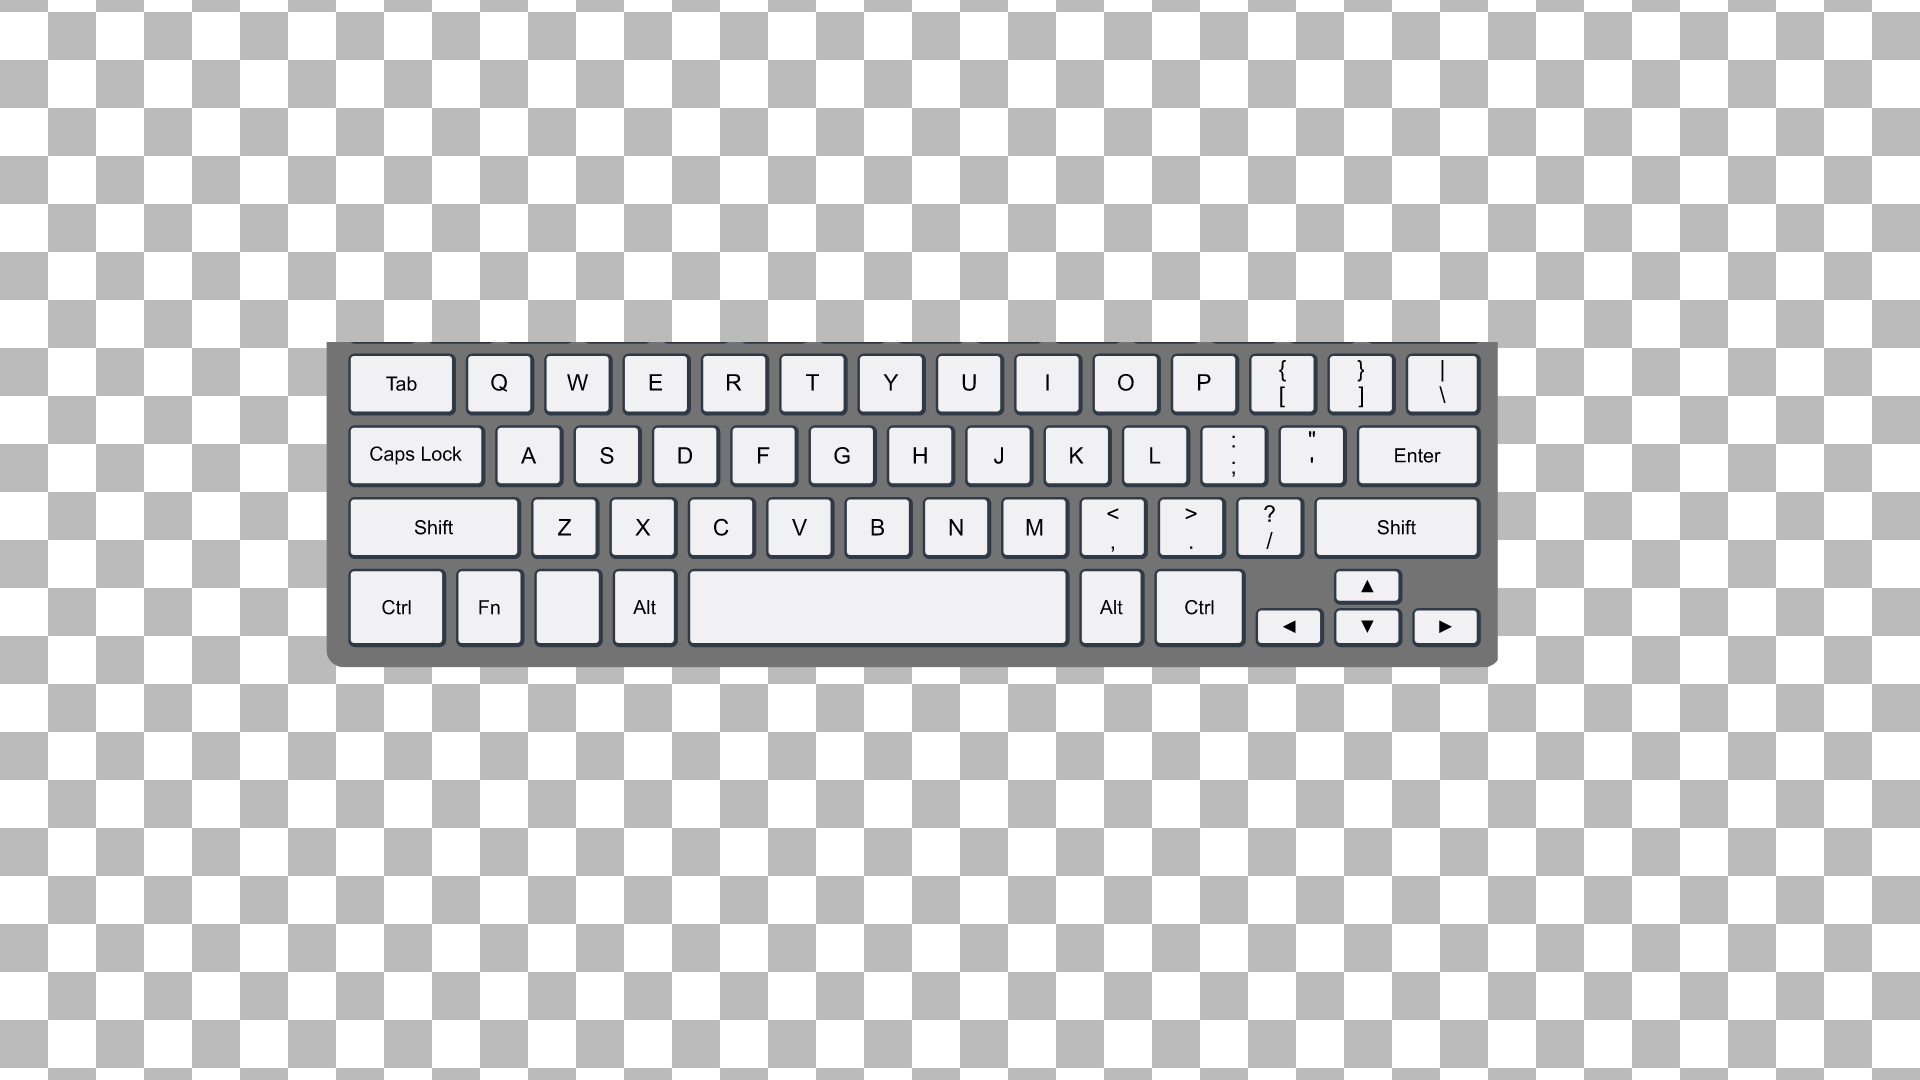 Tab Q W E R T Y U I O P { [ } ] | \
Caps Lock A S D F G H J K L : ; " ' Enter
Shift Z X C V B N M < , > . ? / Shift
Ctrl Fn Alt Alt Ctrl ▲
◄ ▼ ►